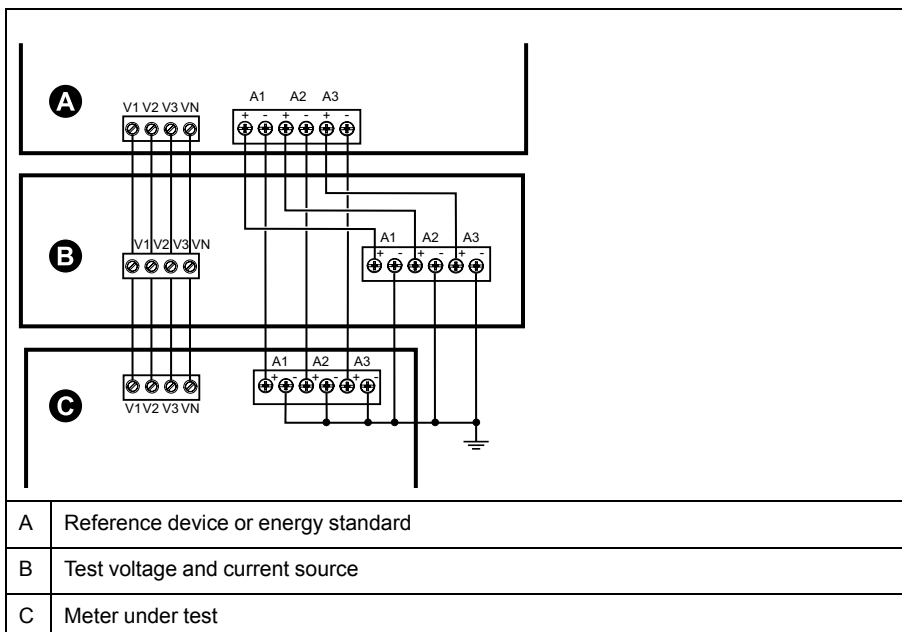 A
V1 V2 V3 VN
A1 A2 A3
+ - + - + -
B
V1 V2 V3 VN
A1 A2 A3
+ - + - + -
C
A1 A2 A3
+ - + - + -
V1 V2 V3 VN
A Reference device or energy standard
B Test voltage and current source
C Meter under test